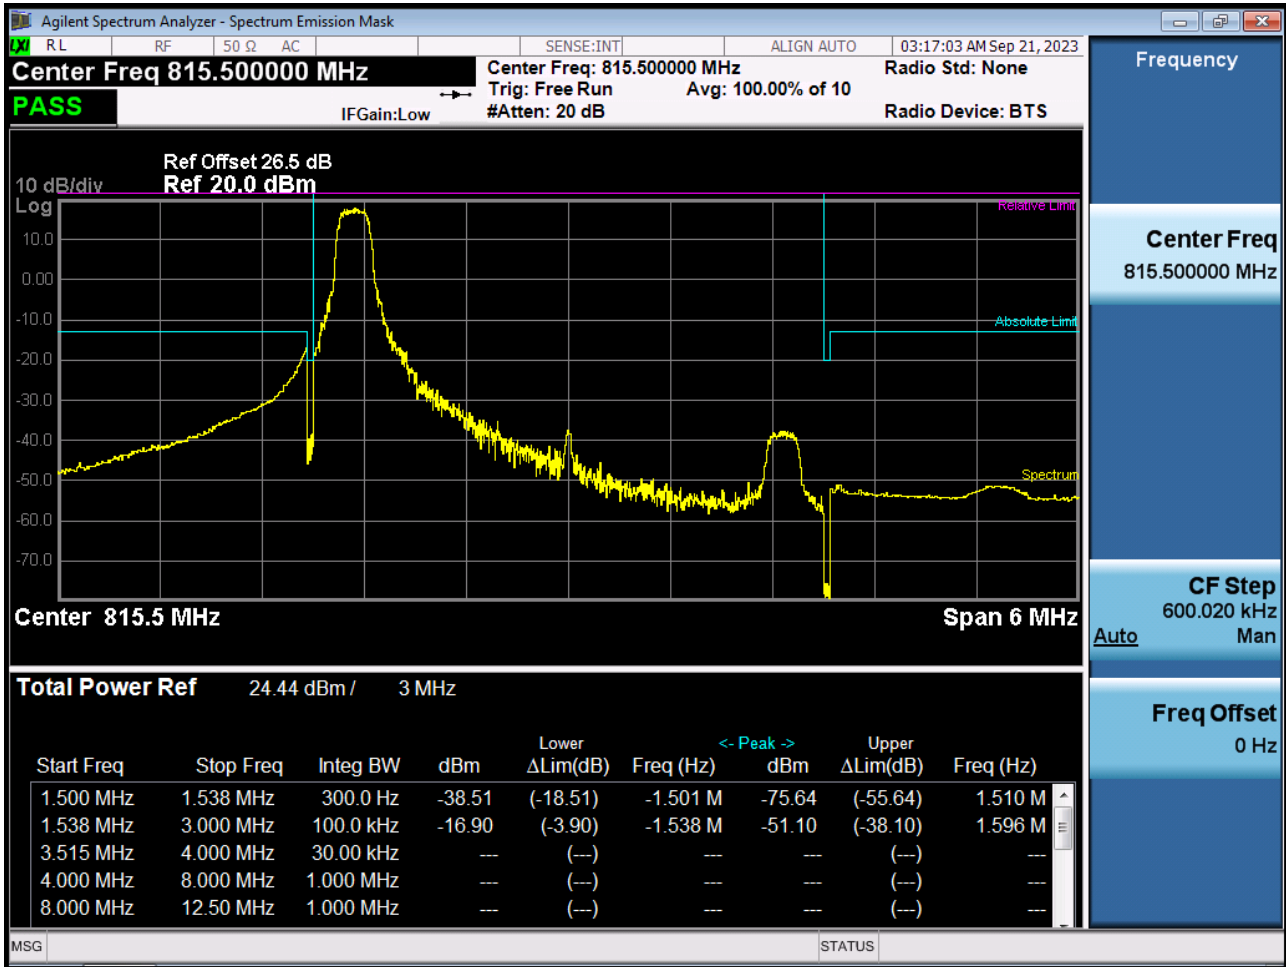 Agilent Spectrum Analyzer - Spectrum Emission Mask
LXI RL RF 50 Ω AC SENSE:INT ALIGN AUTO 03:17:03 AM Sep 21, 2023
Center Freq 815.500000 MHz
PASS
IFGain:Low
Center Freq: 815.500000 MHz
Trig: Free Run Avg: 100.00% of 10
#Atten: 20 dB
Radio Std: None
Radio Device: BTS
Ref Offset 26.5 dB
10 dB/div Ref 20.0 dBm
Log
Relative Limit
10.0
0.00
-10.0
Absolute Limit
-20.0
-30.0
-40.0
-50.0
Spectrum
-60.0
-70.0
Center 815.5 MHz Span 6 MHz
Total Power Ref 24.44 dBm / 3 MHz
Lower <- Peak -> Upper
Start Freq Stop Freq Integ BW dBm ΔLim(dB) Freq (Hz) dBm ΔLim(dB) Freq (Hz)
1.500 MHz 1.538 MHz 300.0 Hz -38.51 (-18.51) -1.501 M -75.64 (-55.64) 1.510 M
1.538 MHz 3.000 MHz 100.0 kHz -16.90 (-3.90) -1.538 M -51.10 (-38.10) 1.596 M
3.515 MHz 4.000 MHz 30.00 kHz --- (---) --- --- (---) ---
4.000 MHz 8.000 MHz 1.000 MHz --- (---) --- --- (---) ---
8.000 MHz 12.50 MHz 1.000 MHz --- (---) --- --- (---) ---
MSG STATUS
Frequency
Center Freq
815.500000 MHz
CF Step
600.020 kHz
Auto Man
Freq Offset
0 Hz